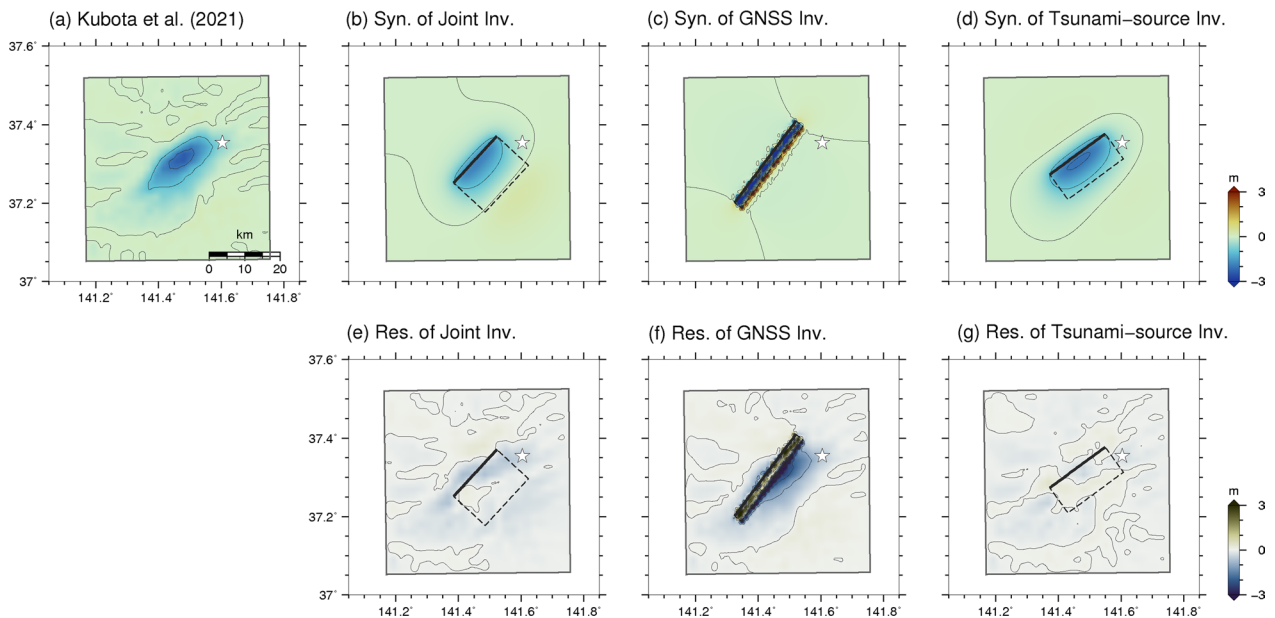 (a) Kubota et al. (2021)
(b) Syn. of Joint Inv.
(c) Syn. of GNSS Inv.
(d) Syn. of Tsunami−source Inv.
37.6˚
37.4˚
37.2˚
37˚
km
0 10 20
m
3
0
−3
141.2˚ 141.4˚ 141.6˚ 141.8˚
141.2˚ 141.4˚ 141.6˚ 141.8˚
141.2˚ 141.4˚ 141.6˚ 141.8˚
141.2˚ 141.4˚ 141.6˚ 141.8˚
(e) Res. of Joint Inv.
(f) Res. of GNSS Inv.
(g) Res. of Tsunami−source Inv.
37.6˚
37.4˚
37.2˚
37˚
m
3
0
−3
141.2˚ 141.4˚ 141.6˚ 141.8˚
141.2˚ 141.4˚ 141.6˚ 141.8˚
141.2˚ 141.4˚ 141.6˚ 141.8˚